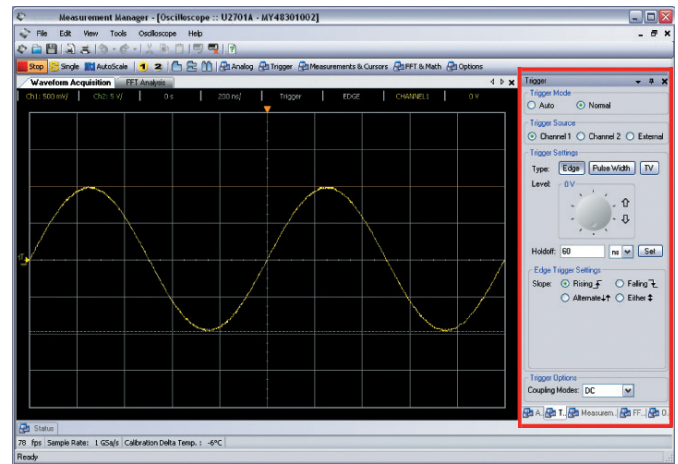 Measurement Manager - [Oscilloscope :: U2701A - MY48301002]
File Edit View Tools Oscilloscope Help
Stop Single AutoScale 1 2 Analog Trigger Measurements & Cursors FFT & Math Options
Waveform Acquisition FFT Analysis
Ch1: 500 mV/ Ch2: 5 V/ 0 s 200 ns/ Trigger EDGE CHANNEL1 0 V
Trigger
Trigger Mode
Auto Normal
Trigger Source
Channel 1 Channel 2 External
Trigger Settings
Type: Edge Pulse Width TV
Level: 0 V
Holdoff: 60 ns Set
Edge Trigger Settings
Slope: Rising Falling
Alternate Either
Trigger Options
Coupling Modes: DC
A.. T.. Measurem.. FF.. O..
Status
78 fps Sample Rate: 1 GSa/s Calibration Delta Temp. : -6°C
Ready